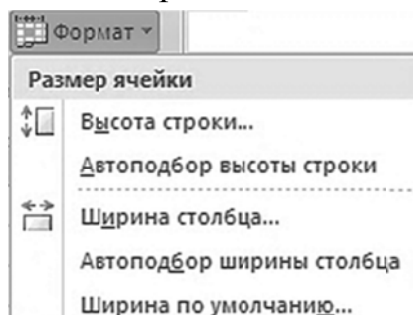 Формат
Размер ячейки
Высота строки...
Автоподбор высоты строки
Ширина столбца...
Автоподбор ширины столбца
Ширина по умолчанию...